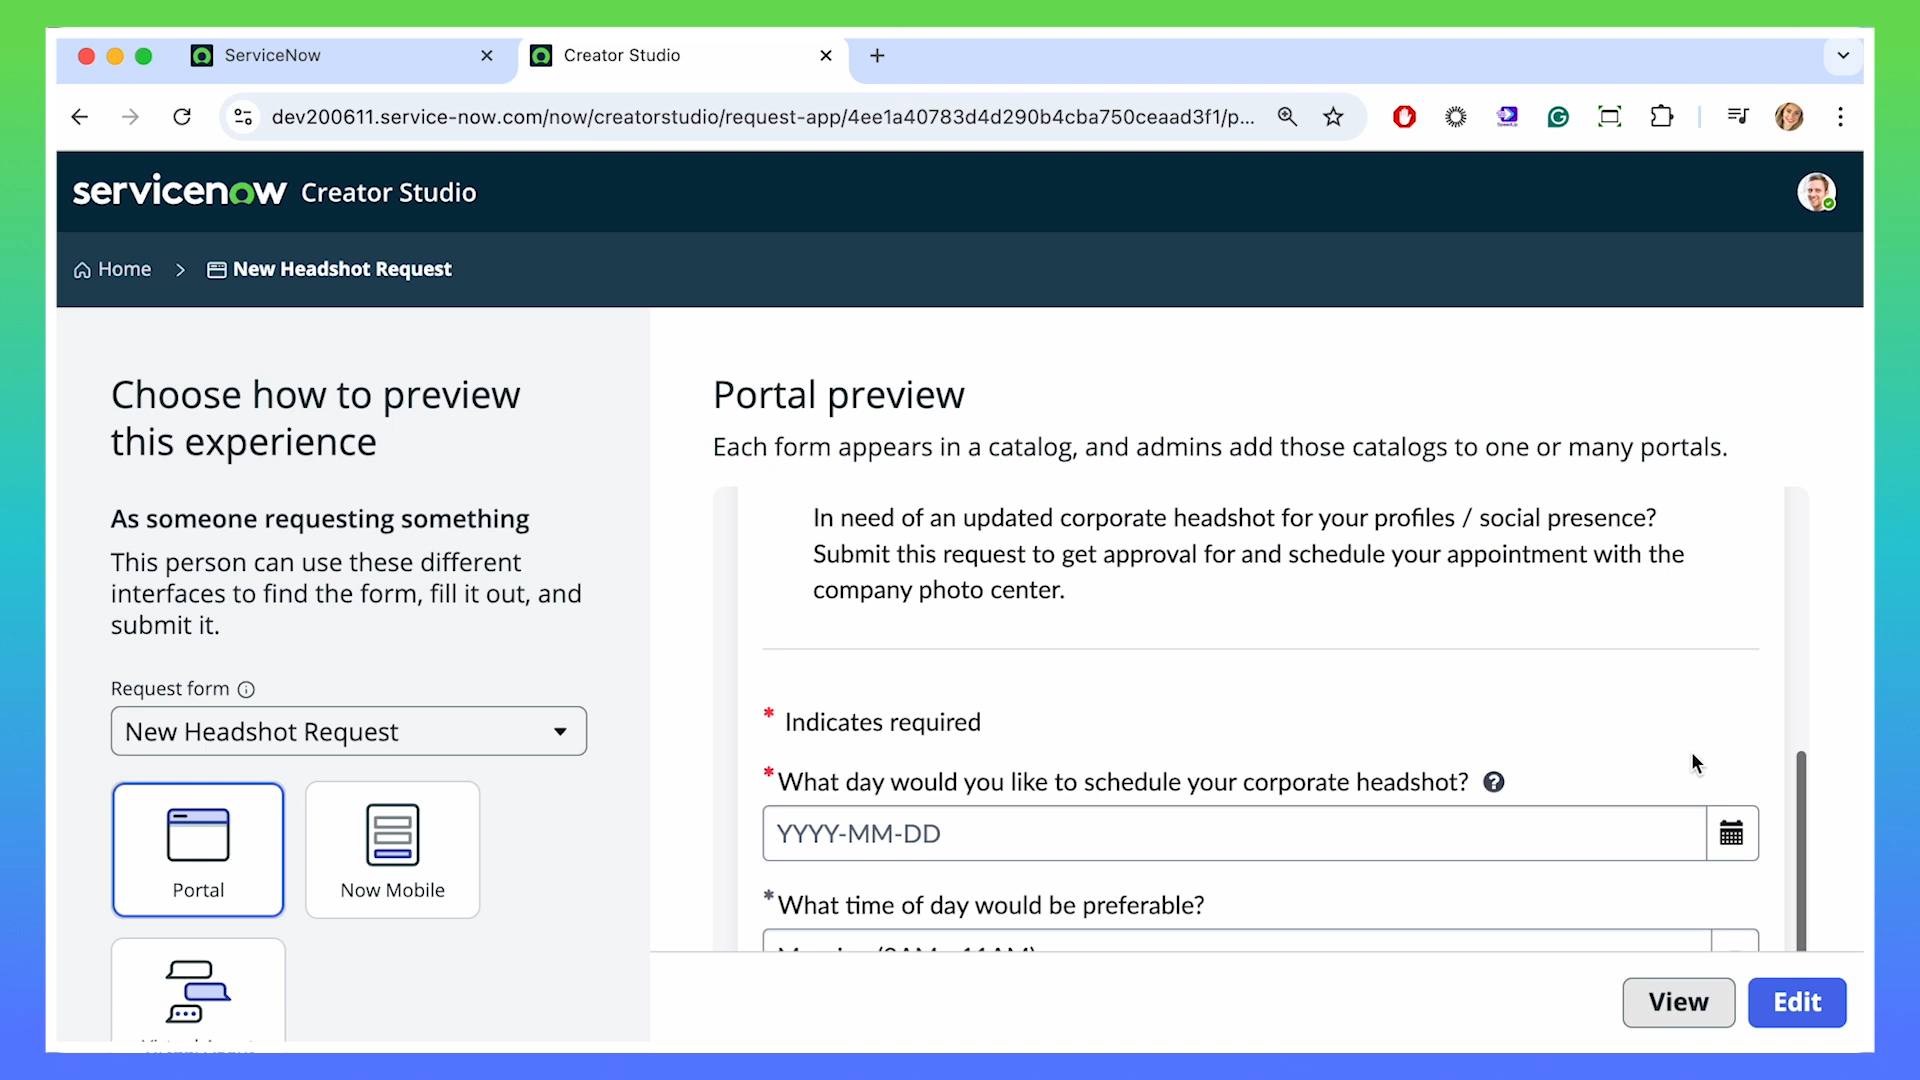 ServiceNow
Creator Studio
dev200611.service-now.com/now/creatorstudio/request-app/4ee1a40783d4d290b4cba750ceaad3f1/p...
servicenow Creator Studio
Home > New Headshot Request
Choose how to preview
this experience
As someone requesting something
This person can use these different
interfaces to find the form, fill it out, and
submit it.
Request form
New Headshot Request
Portal
Now Mobile
Portal preview
Each form appears in a catalog, and admins add those catalogs to one or many portals.
In need of an updated corporate headshot for your profiles / social presence?
Submit this request to get approval for and schedule your appointment with the
company photo center.
* Indicates required
*What day would you like to schedule your corporate headshot?
YYYY-MM-DD
*What time of day would be preferable?
View
Edit